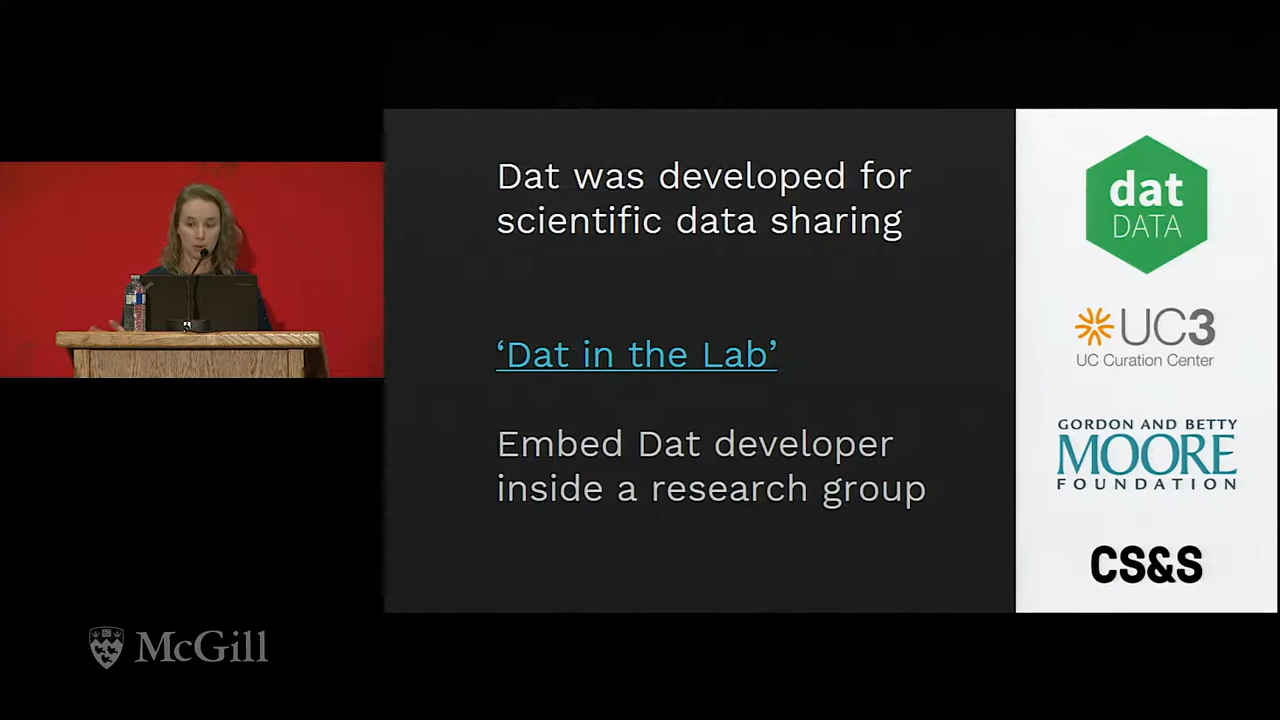 Dat was developed for
scientific data sharing
‘Dat in the Lab’
Embed Dat developer
inside a research group
dat
DATA
UC3
UC Curation Center
GORDON AND BETTY
MOORE
FOUNDATION
CS&S
McGill